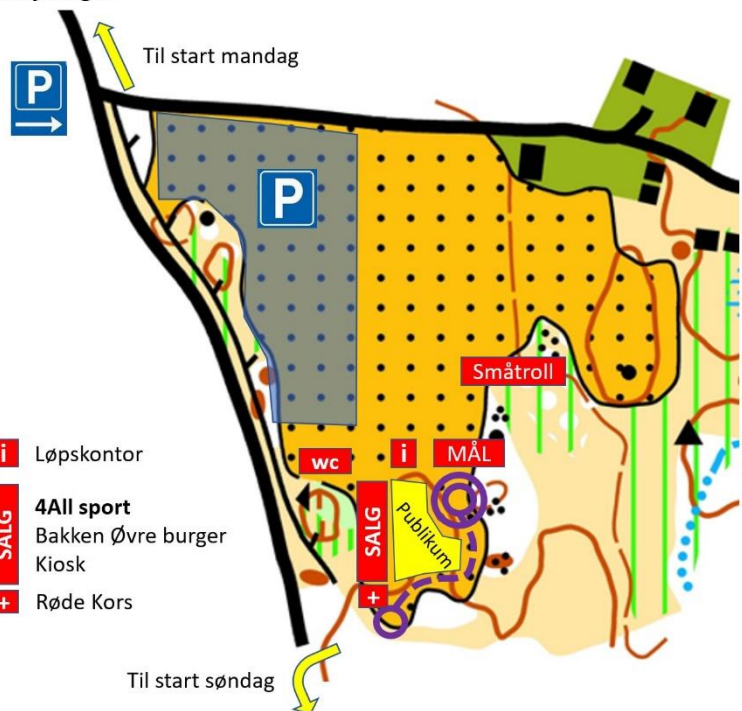 Til start mandag
P
P
Småtroll
i Løpskontor
wc
i
MÅL
SALG
4All sport
Bakken Øvre burger
Kiosk
SALG
Publikum
+ Røde Kors
+
Til start søndag